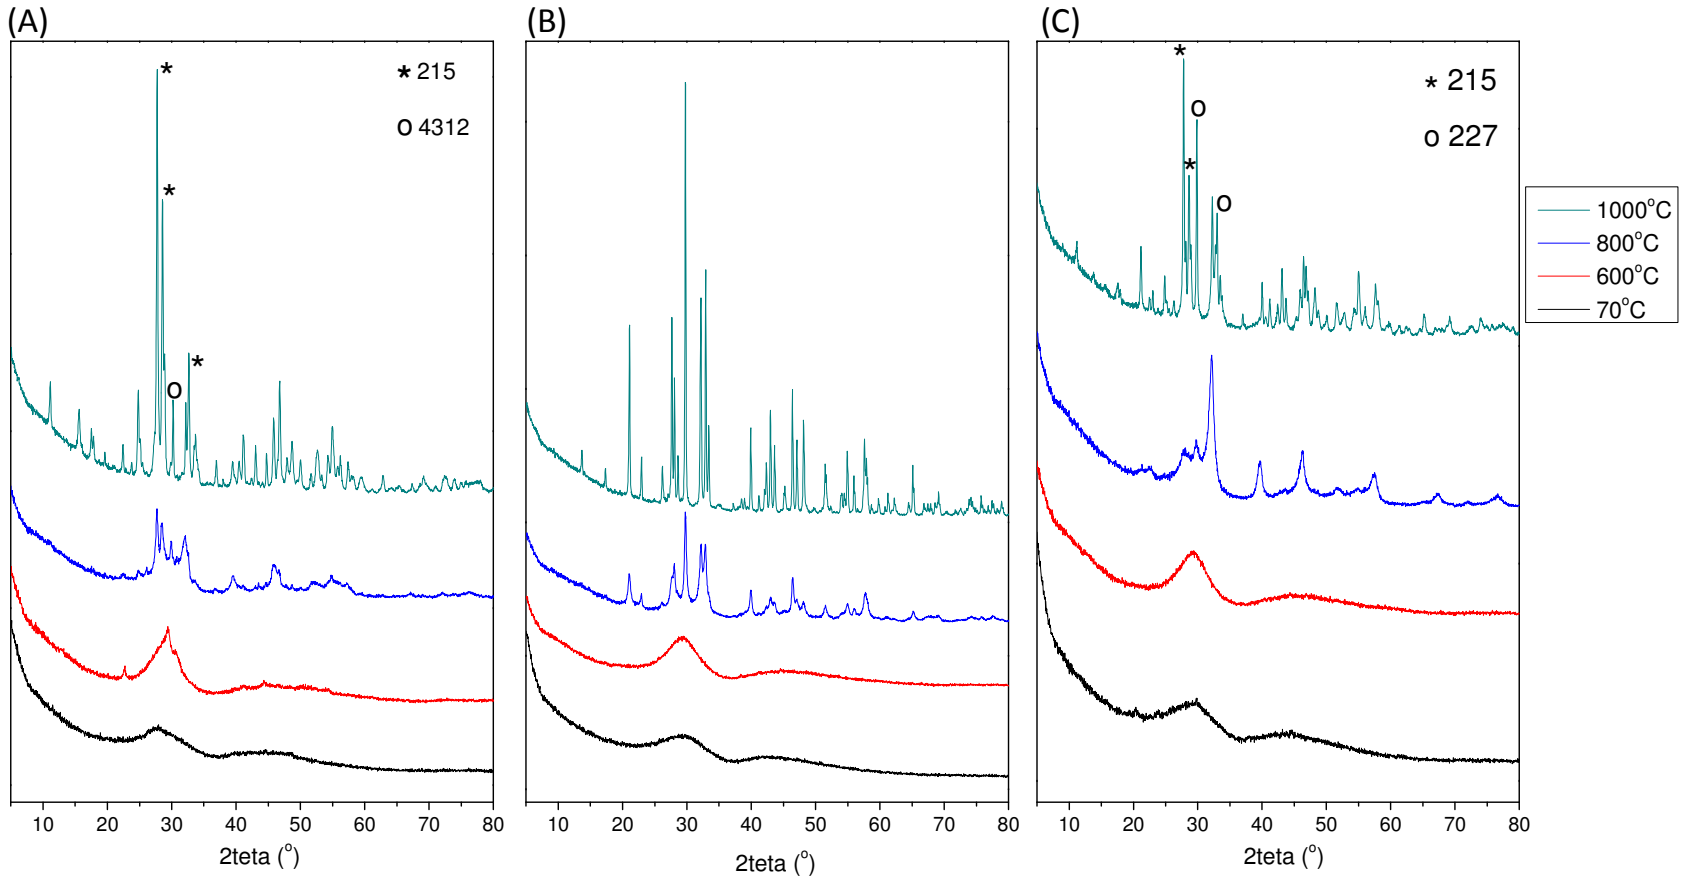 (A)
* 215
o 4312
* * * o
10 20 30 40 50 60 70 80
2teta (°)
(B)
10 20 30 40 50 60 70 80
2teta (°)
(C)
* 215
o 227
* o * o
10 20 30 40 50 60 70 80
2teta (°)
1000°C
800°C
600°C
70°C